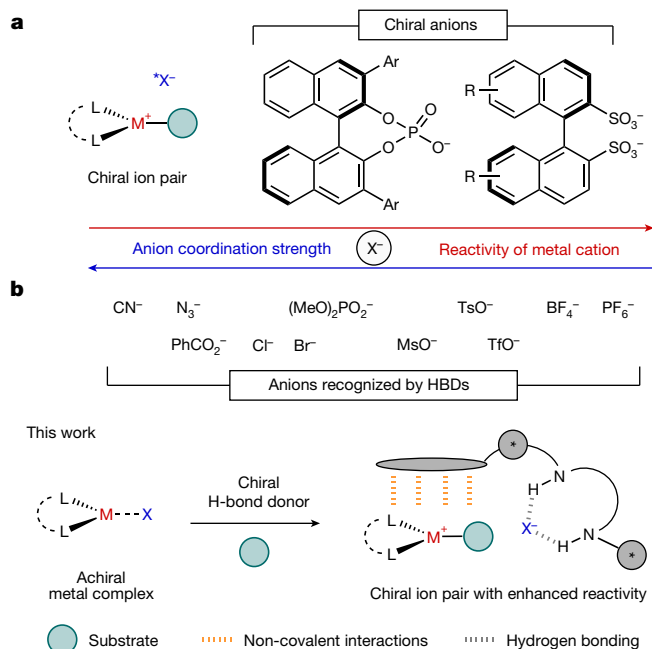 a
Chiral anions
*X⁻
L
L
M⁺
Chiral ion pair
Ar
O
O
P
O
O⁻
Ar
R
SO₃⁻
SO₃⁻
R
Anion coordination strength
X⁻
Reactivity of metal cation
b
CN⁻ N₃⁻ (MeO)₂PO₂⁻ TsO⁻ BF₄⁻ PF₆⁻
PhCO₂⁻ Cl⁻ Br⁻ MsO⁻ TfO⁻
Anions recognized by HBDs
This work
L
L
M
X
Achiral
metal complex
Chiral
H-bond donor
*
N
H
X⁻
H
N
*
L
L
M⁺
Chiral ion pair with enhanced reactivity
Substrate
Non-covalent interactions
Hydrogen bonding